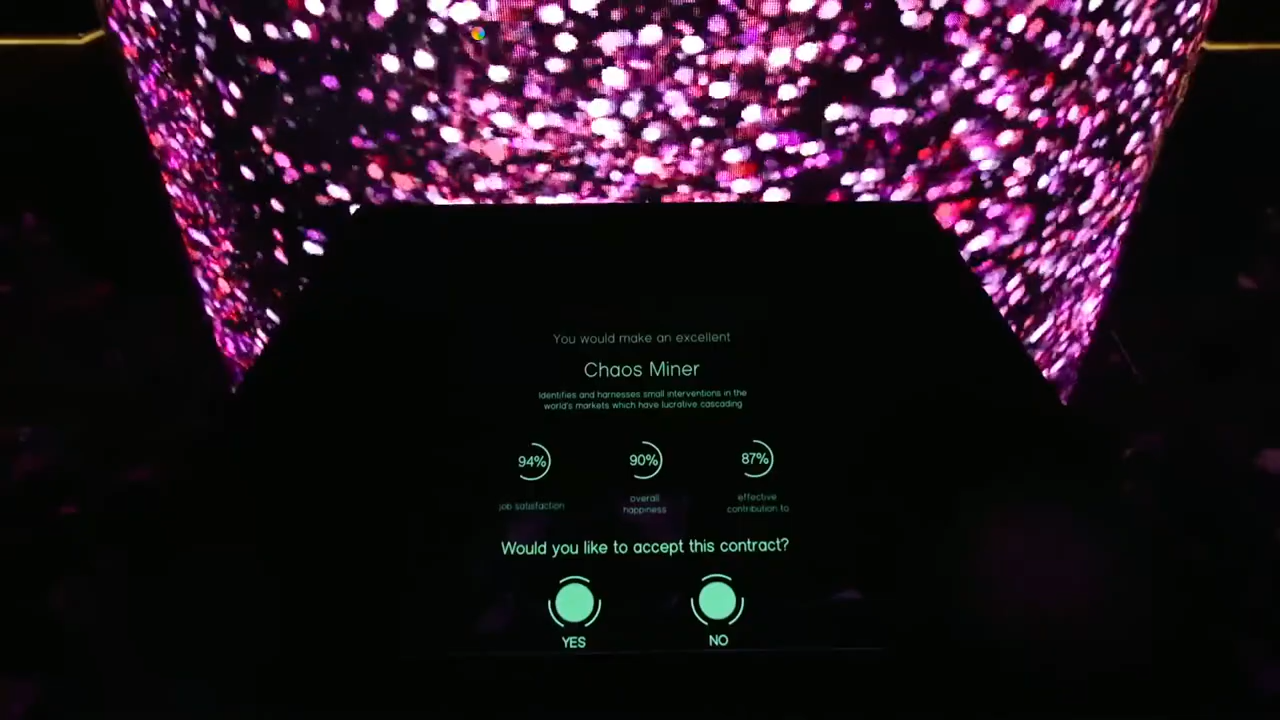 You would make an excellent
Chaos Miner
Identifies and harnesses small interventions in the
world's markets which have lucrative cascading
94%
90%
87%
job satisfaction
overall
happiness
effective
contribution to
Would you like to accept this contract?
YES
NO